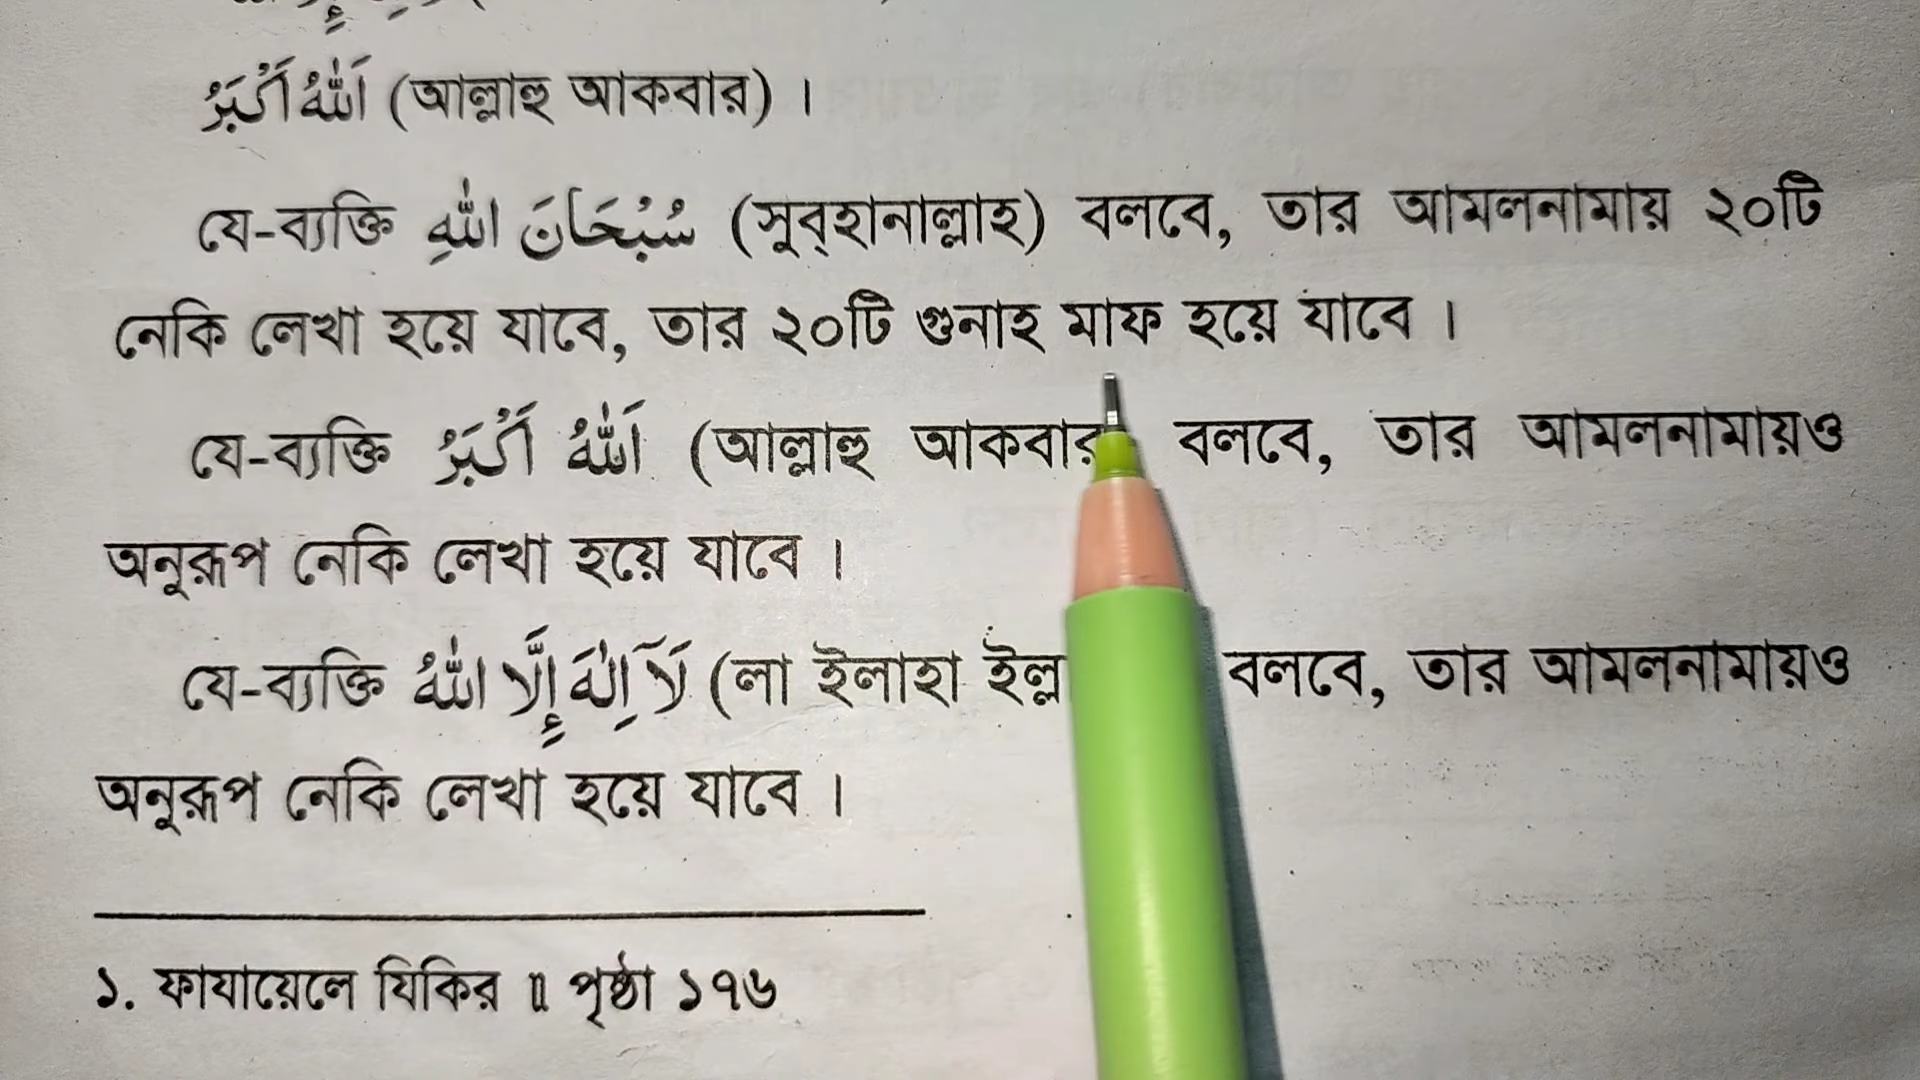 اَللّٰهُ اَكْبَرُ (আল্লাহু আকবার) ।
যে-ব্যক্তি سُبْحَانَ اللّٰهِ (সুব্‌হানাল্লাহ) বলবে, তার আমলনামায় ২০টি
নেকি লেখা হয়ে যাবে, তার ২০টি গুনাহ মাফ হয়ে যাবে ।
যে-ব্যক্তি اَللّٰهُ اَكْبَرُ (আল্লাহু আকবার বলবে, তার আমলনামায়ও
অনুরূপ নেকি লেখা হয়ে যাবে ।
যে-ব্যক্তি لَآ اِلٰهَ إِلَّا اللّٰهُ (লা ইলাহা বলবে, তার আমলনামায়ও
অনুরূপ নেকি লেখা হয়ে যাবে ।
১. ফাযায়েলে যিকির ॥ পৃষ্ঠা ১৭৬